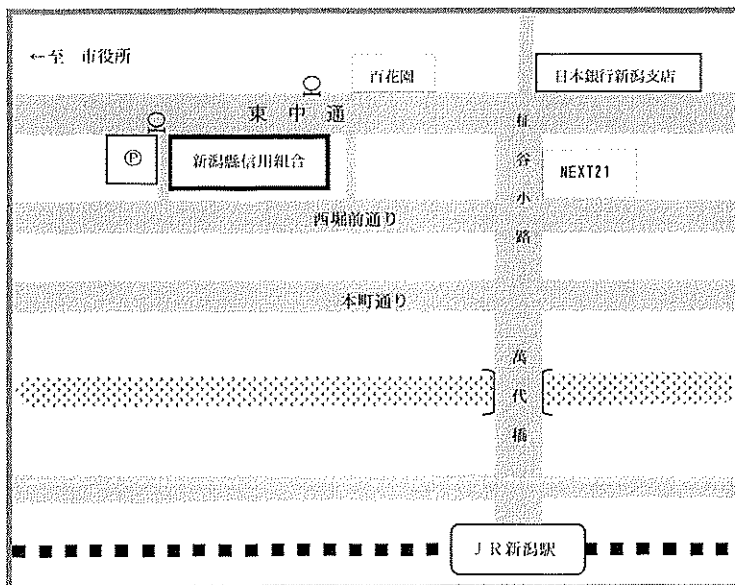 ←至 市役所
百花園
日本銀行新潟支店
東中通
Ⓟ
新潟縣信用組合
柾谷小路
NEXT21
西堀前通り
本町通り
萬代橋
JR新潟駅